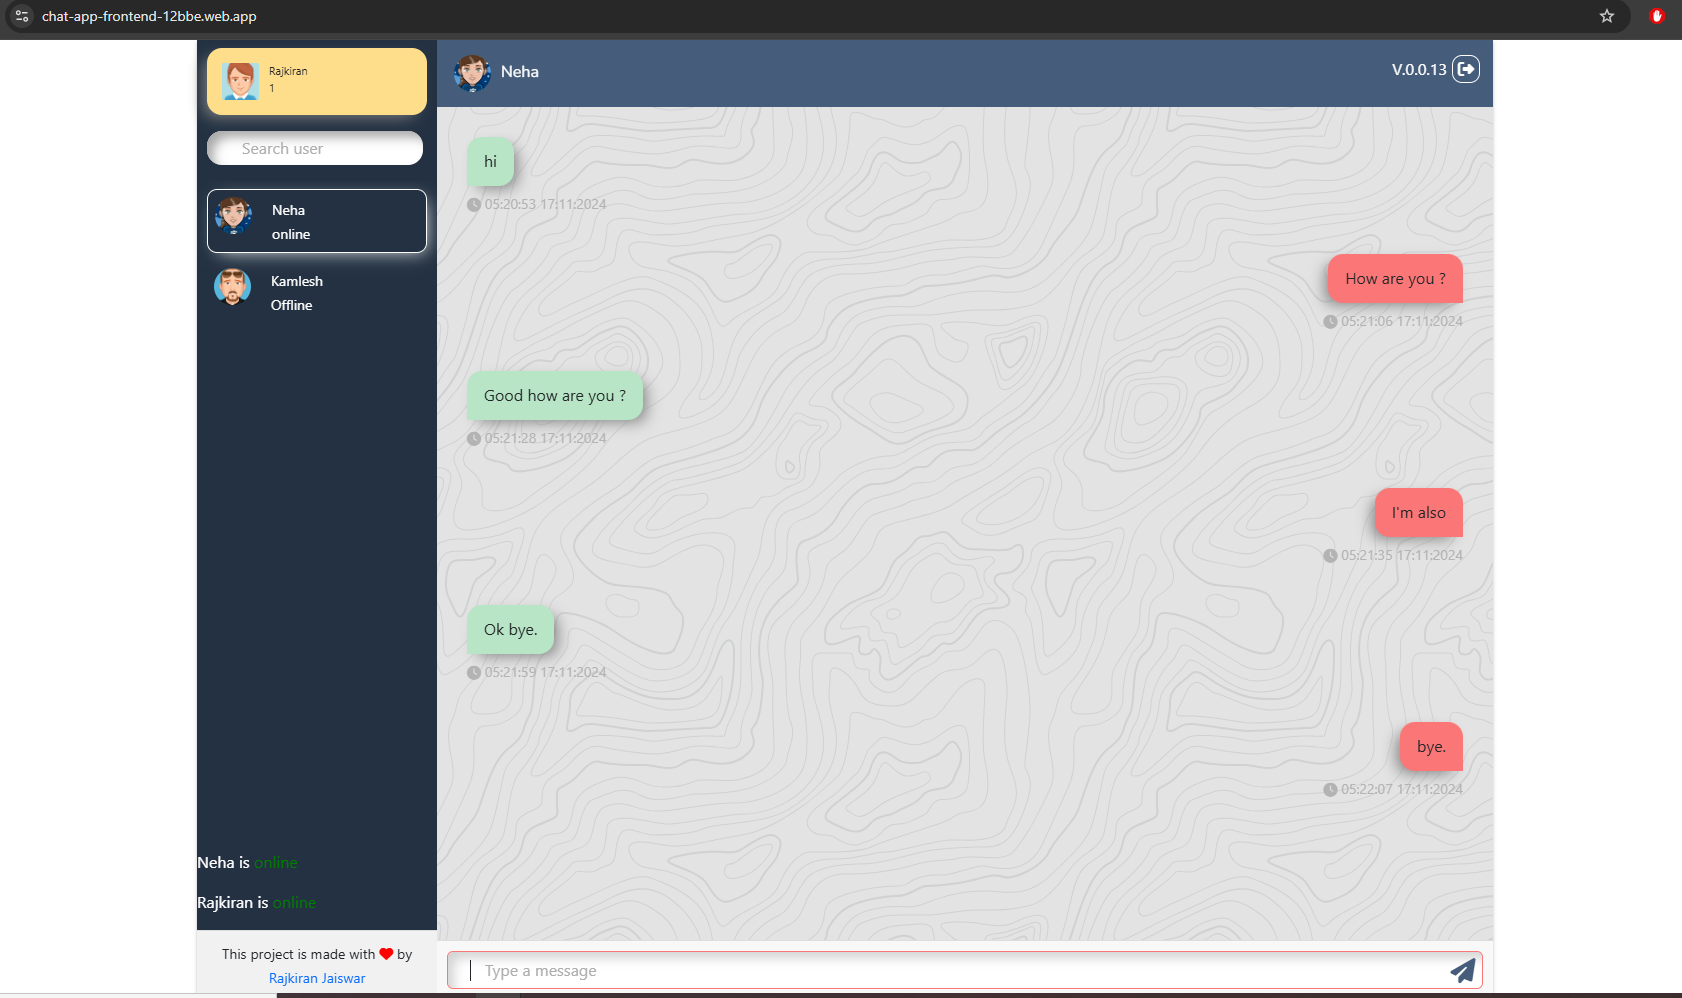 chat-app-frontend-12bbe.web.app
Rajkiran
1
Search user
Neha
online
Kamlesh
Offline
Neha is online
Rajkiran is online
This project is made with ❤ by
Rajkiran Jaiswar
Neha
V.0.0.13
hi
05:20:53 17:11:2024
How are you ?
05:21:06 17:11:2024
Good how are you ?
05:21:28 17:11:2024
I'm also
05:21:35 17:11:2024
Ok bye.
05:21:59 17:11:2024
bye.
05:22:07 17:11:2024
Type a message